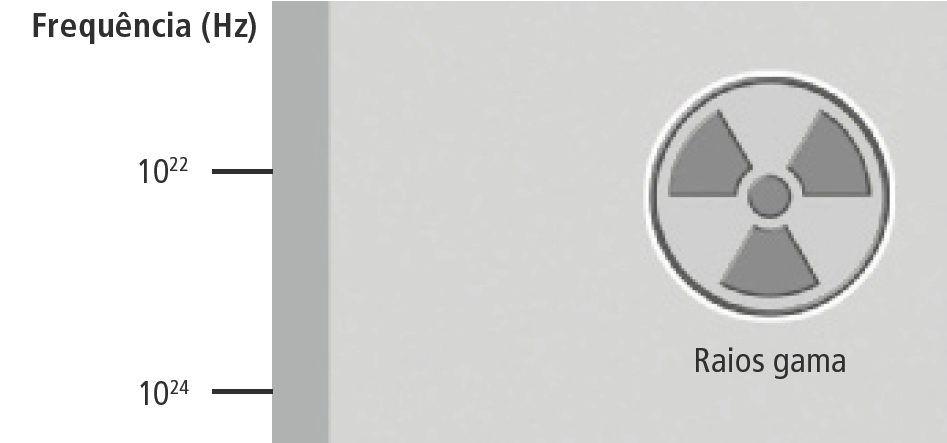 Frequência (Hz)
10²²
Raios gama
10²⁴